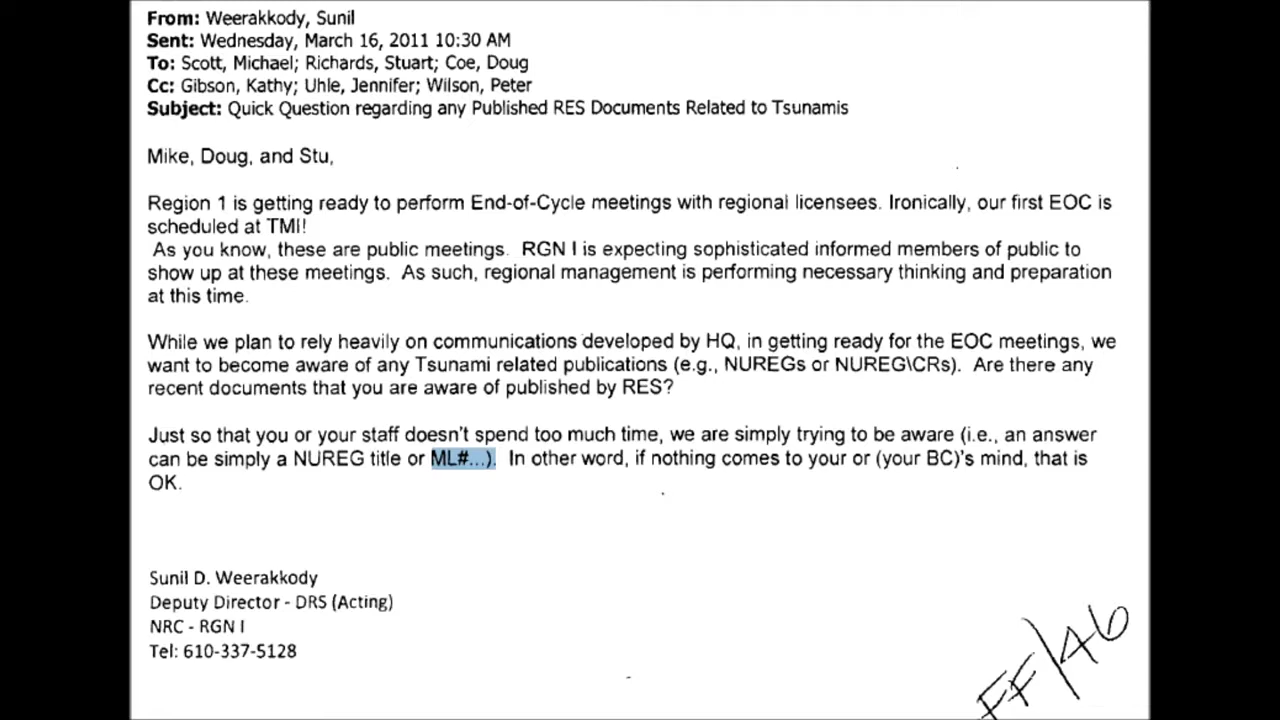 From: Weerakkody, Sunil
Sent: Wednesday, March 16, 2011 10:30 AM
To: Scott, Michael; Richards, Stuart; Coe, Doug
Cc: Gibson, Kathy; Uhle, Jennifer; Wilson, Peter
Subject: Quick Question regarding any Published RES Documents Related to Tsunamis
Mike, Doug, and Stu,
Region 1 is getting ready to perform End-of-Cycle meetings with regional licensees. Ironically, our first EOC is
scheduled at TMI!
As you know, these are public meetings. RGN I is expecting sophisticated informed members of public to
show up at these meetings. As such, regional management is performing necessary thinking and preparation
at this time.
While we plan to rely heavily on communications developed by HQ, in getting ready for the EOC meetings, we
want to become aware of any Tsunami related publications (e.g., NUREGs or NUREG\CRs). Are there any
recent documents that you are aware of published by RES?
Just so that you or your staff doesn't spend too much time, we are simply trying to be aware (i.e., an answer
can be simply a NUREG title or ML#...). In other word, if nothing comes to your or (your BC)'s mind, that is
OK.
Sunil D. Weerakkody
Deputy Director - DRS (Acting)
NRC - RGN I
Tel: 610-337-5128
FF/46